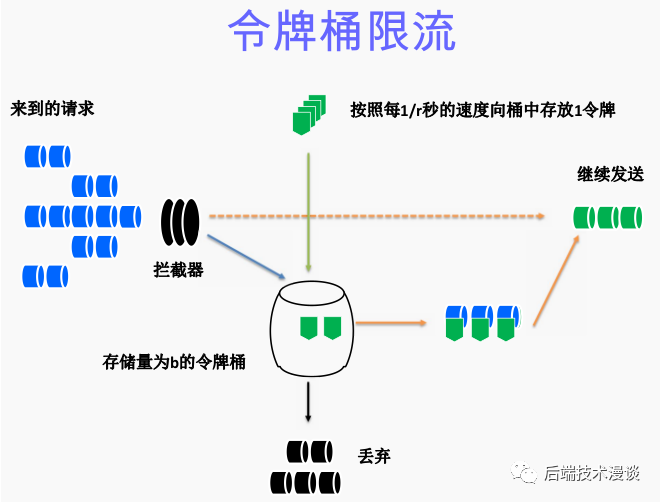 令牌桶限流
来到的请求
按照每1/r秒的速度向桶中存放1令牌
继续发送
拦截器
存储量为b的令牌桶
丢弃
后端技术漫谈